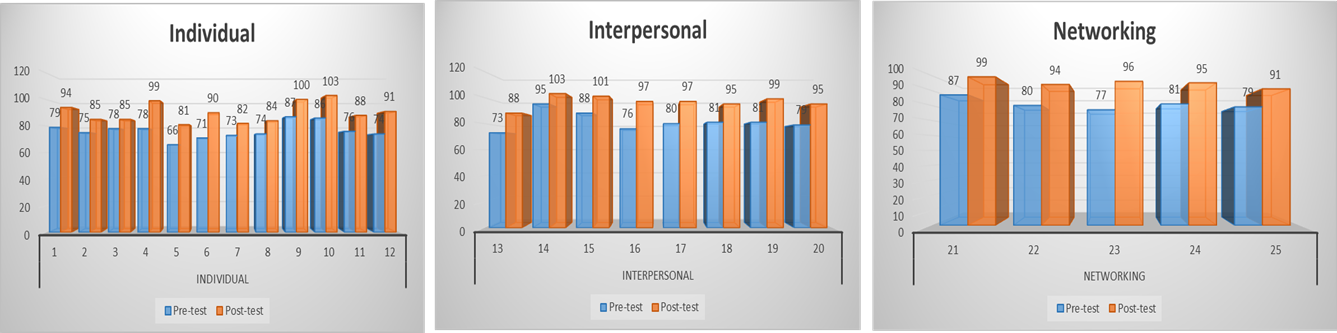 Individual
120
100
80
60
40
20
0
79 94 75 85 78 85 78 99 66 81 71 90 73 82 74 84 87 100 103 76 88 91
1 2 3 4 5 6 7 8 9 10 11 12
INDIVIDUAL
Pre-test Post-test
Interpersonal
120
100
80
60
40
20
0
73 88 95 103 88 101 76 97 80 97 81 95 99 95
13 14 15 16 17 18 19 20
INTERPERSONAL
Pre-test Post-test
Networking
100
90
80
70
60
50
40
30
20
10
0
87 99 80 94 77 96 81 95 79 91
21 22 23 24 25
NETWORKING
Pre-test Post-test